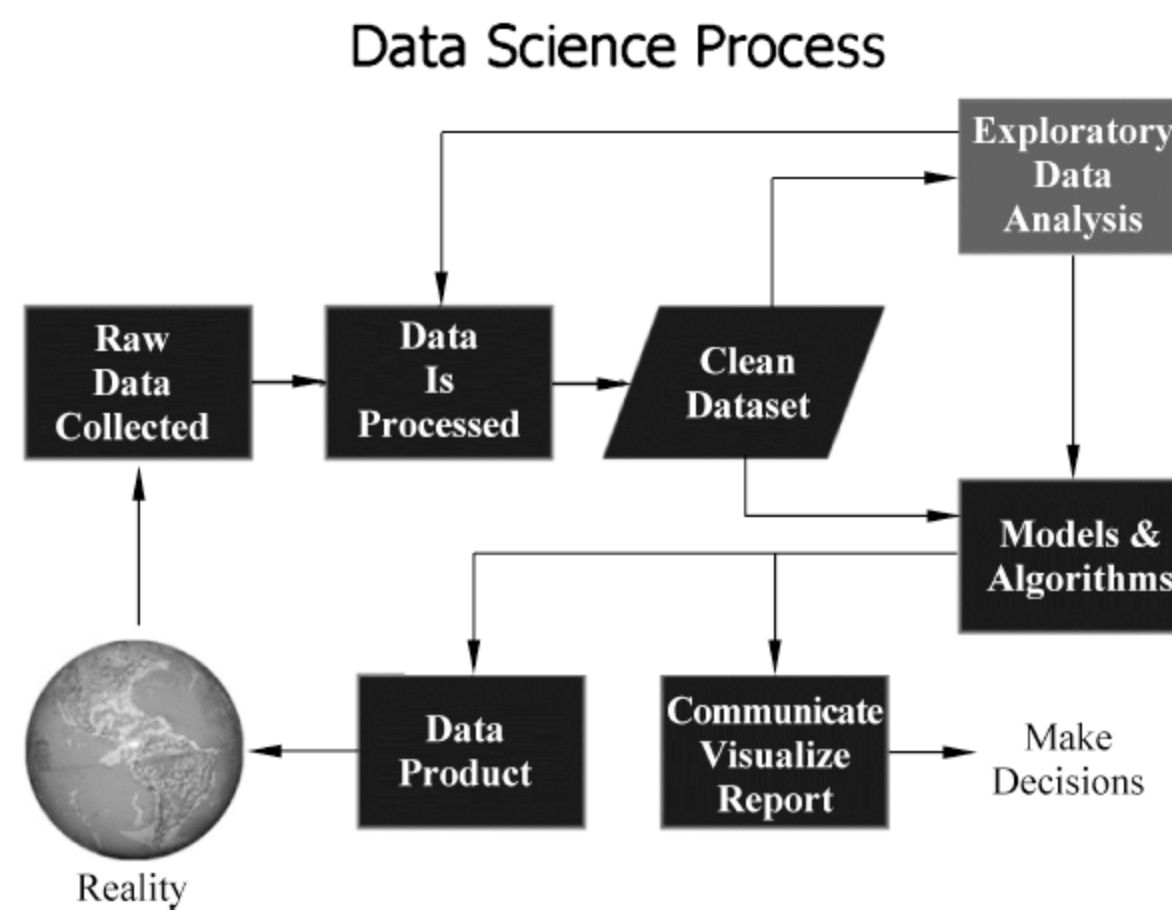 Data Science Process
Exploratory
Data
Analysis
Raw
Data
Collected
Data
Is
Processed
Clean
Dataset
Models &
Algorithms
Data
Product
Communicate
Visualize
Report
Make
Decisions
Reality